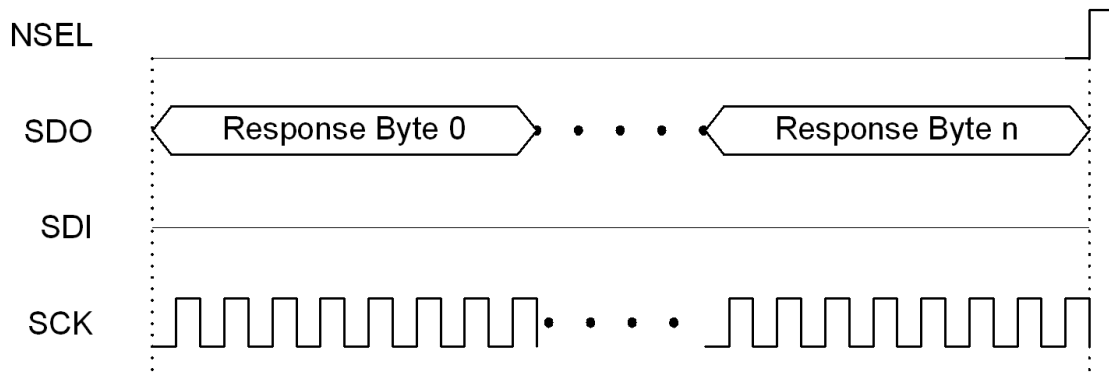 NSEL
SDO Response Byte 0 Response Byte n
SDI
SCK